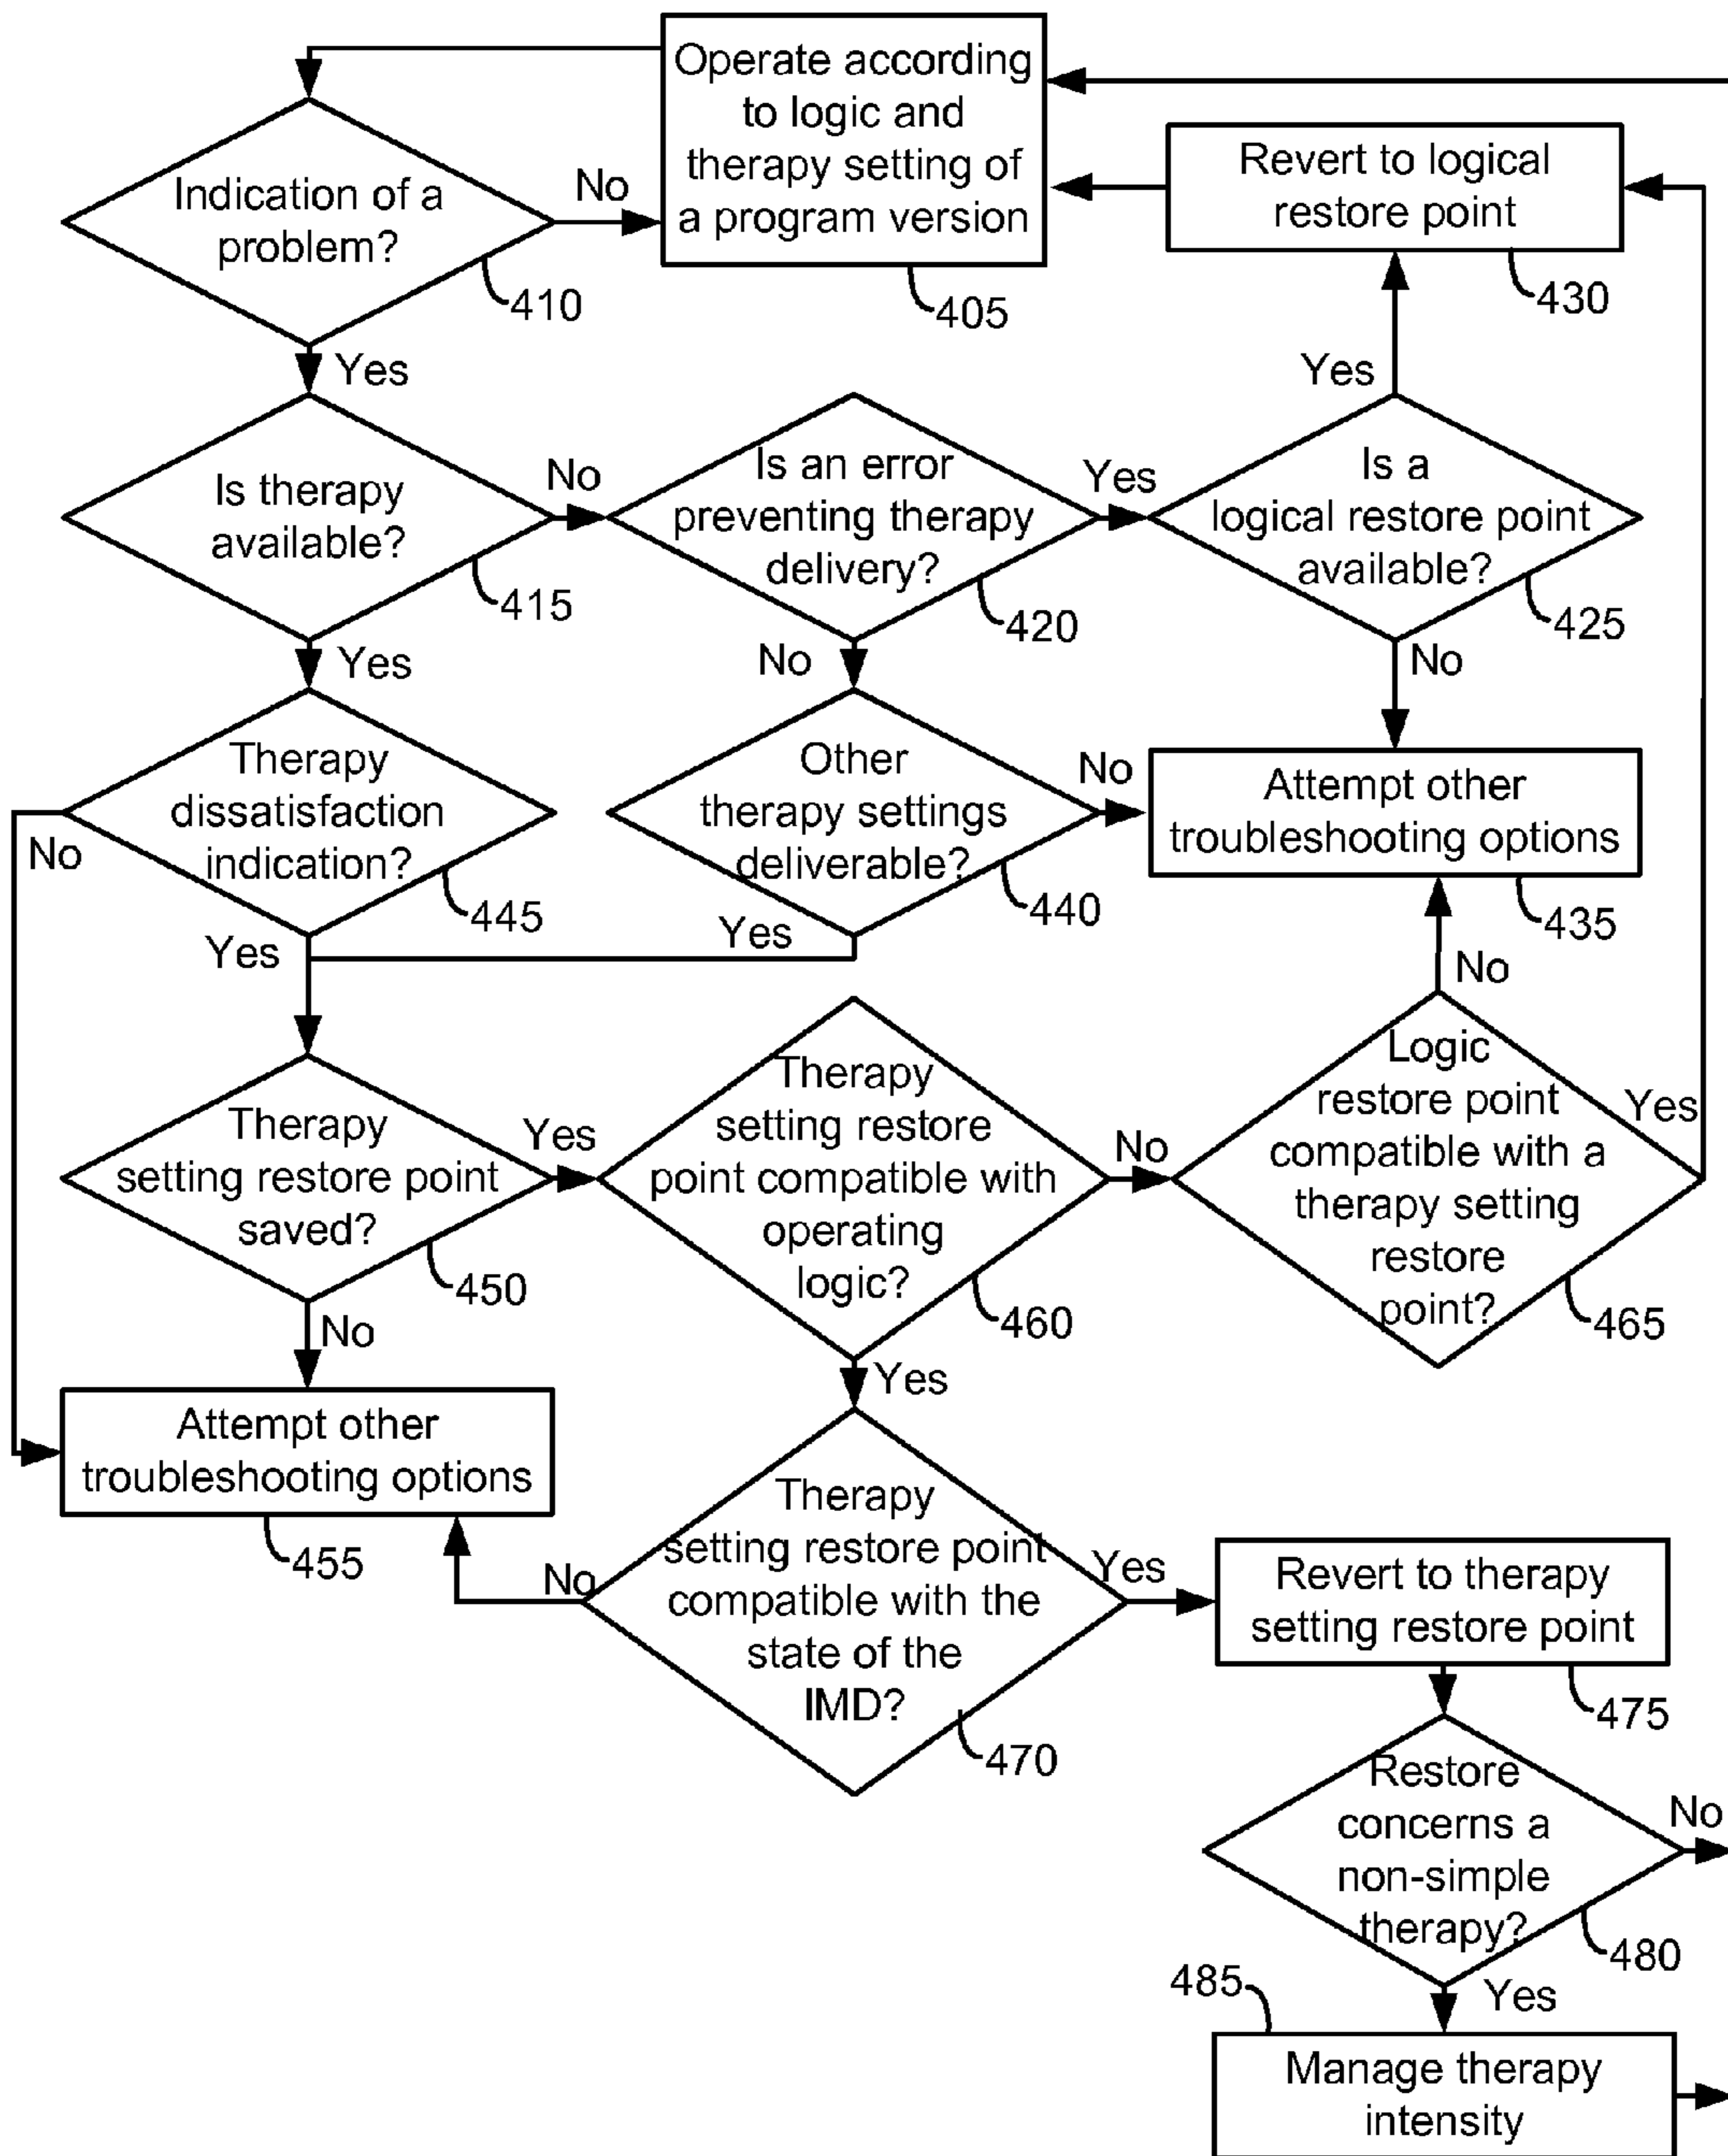 Operate according
to logic and
therapy setting of
a program version
405
Indication of a
problem?
No
410
Yes
Revert to logical
restore point
430
Yes
Is therapy
available?
No
415
Yes
Is an error
preventing therapy
delivery?
Yes
420
No
Is a
logical restore point
available?
425
No
Therapy
dissatisfaction
indication?
No
445
Yes
Other
therapy settings
deliverable?
No
440
Yes
Attempt other
troubleshooting options
435
No
Therapy
setting restore point
saved?
Yes
450
No
Therapy
setting restore
point compatible with
operating
logic?
No
460
Yes
Logic
restore point
compatible with a
therapy setting
restore
point?
Yes
465
Attempt other
troubleshooting options
455
No
Therapy
setting restore point
compatible with the
state of the
IMD?
Yes
470
Revert to therapy
setting restore point
475
Restore
concerns a
non-simple
therapy?
No
480
Yes
485
Manage therapy
intensity